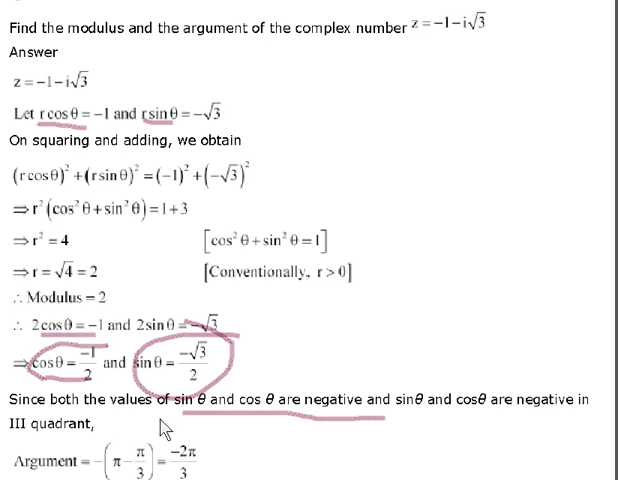 Find the modulus and the argument of the complex number z = −1 − i√3
Answer
z = −1 − i√3
Let r cos θ = −1 and r sin θ = −√3
On squaring and adding, we obtain
(r cos θ)² + (r sin θ)² = (−1)² + (−√3)²
⇒ r² (cos² θ + sin² θ) = 1 + 3
⇒ r² = 4 [cos² θ + sin² θ = 1]
⇒ r = √4 = 2 [Conventionally, r > 0]
∴ Modulus = 2
∴ 2 cos θ = −1 and 2 sin θ = −√3
⇒ cos θ = −1/2 and sin θ = −√3/2
Since both the values of sin θ and cos θ are negative and sinθ and cosθ are negative in
III quadrant,
Argument = −(π − π/3) = −2π/3